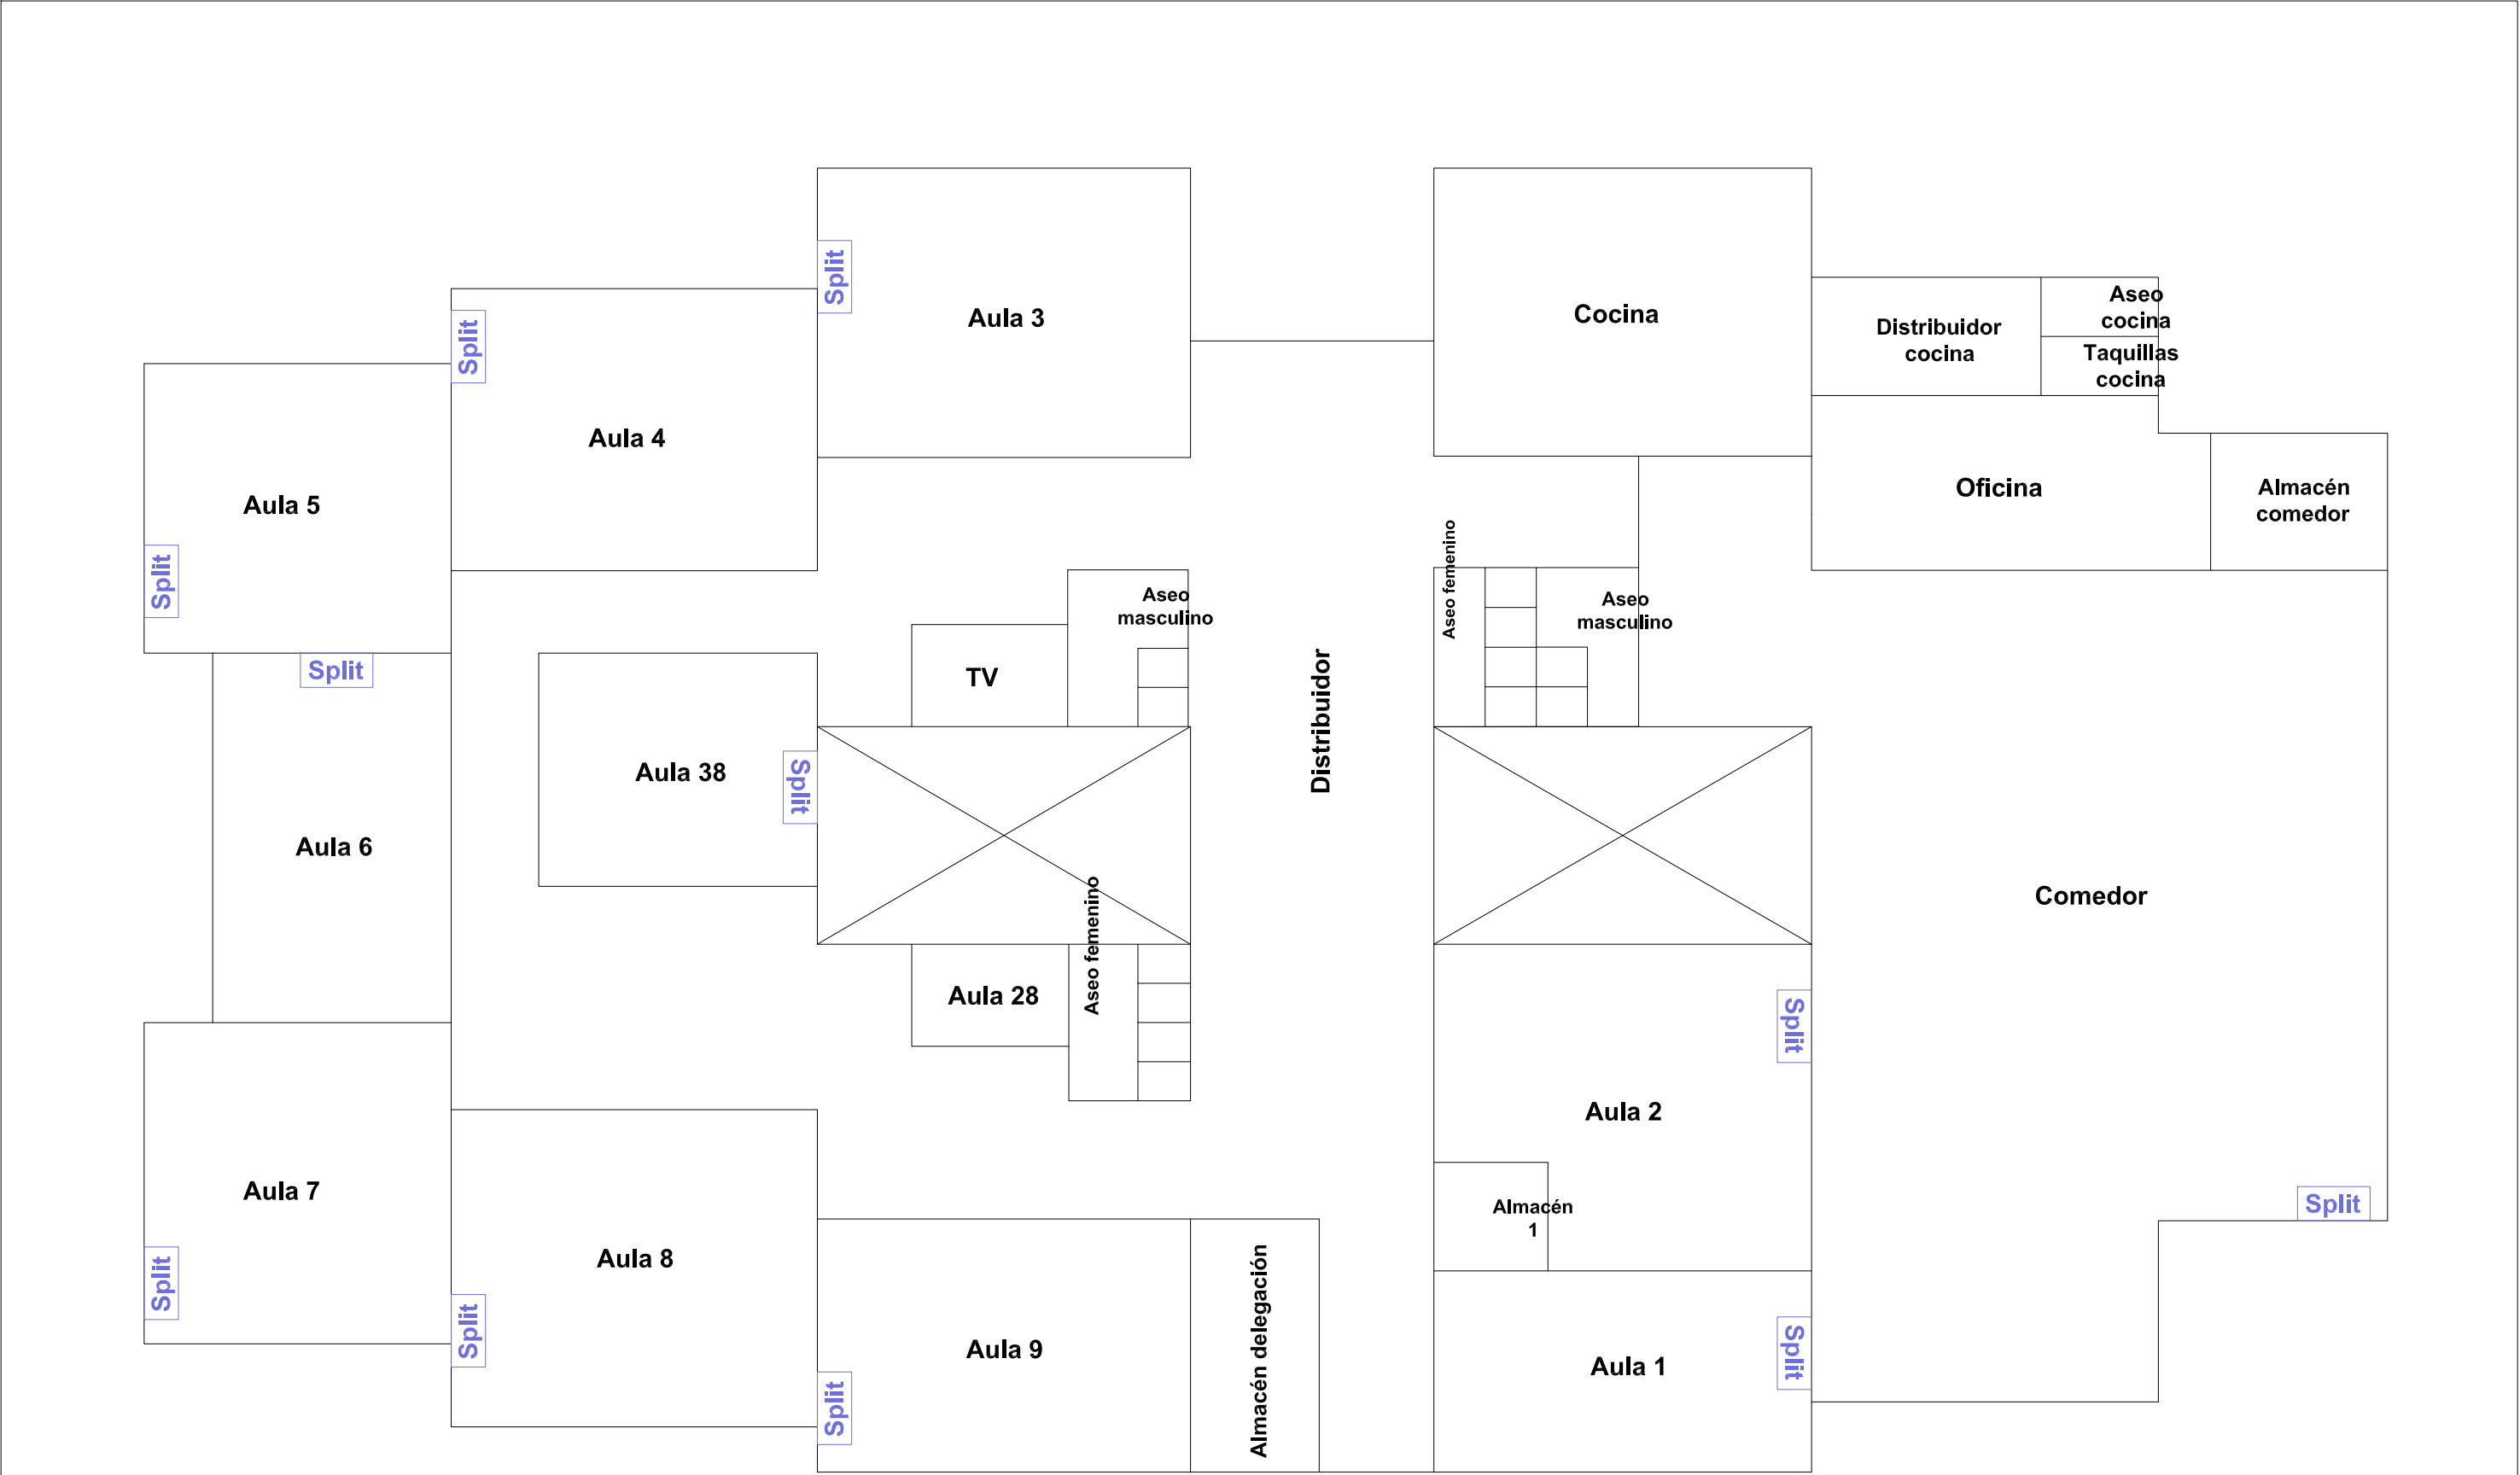 Split
Aula 3
Cocina
Aseo
cocina
Distribuidor
cocina
Taquillas
cocina
Split
Aula 4
Aula 5
Split
Oficina
Almacén
comedor
Aseo
masculino
Aseo femenino
Aseo
masculino
Split
TV
Distribuidor
Aula 38
Split
Aula 6
Comedor
Aseo femenino
Aula 28
Split
Aula 2
Aula 7
Almacén
1
Split
Split
Aula 8
Split
Aula 9
Split
Almacén delegación
Aula 1
Split